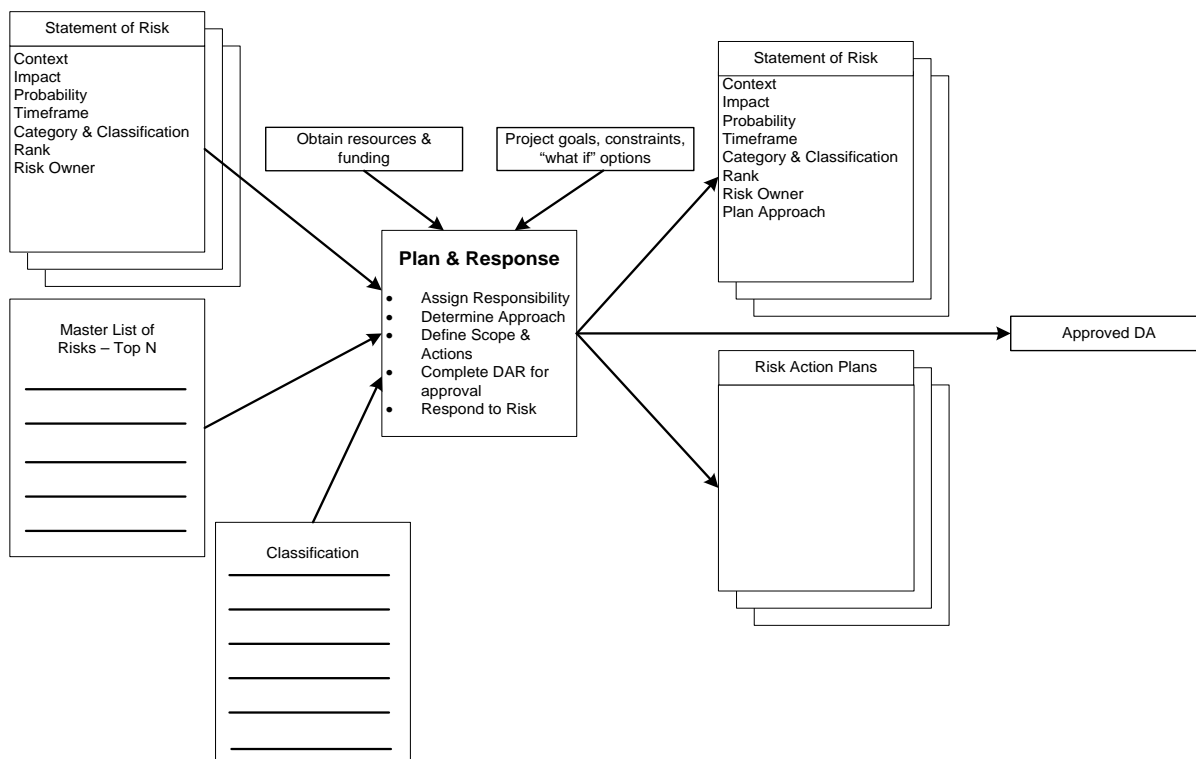 Statement of Risk
Context
Impact
Probability
Timeframe
Category & Classification
Rank
Risk Owner
Master List of
Risks – Top N
Classification
Obtain resources &
funding
Project goals, constraints,
“what if” options
Plan & Response
• Assign Responsibility
• Determine Approach
• Define Scope &
Actions
• Complete DAR for
approval
• Respond to Risk
Statement of Risk
Context
Impact
Probability
Timeframe
Category & Classification
Rank
Risk Owner
Plan Approach
Approved DA
Risk Action Plans